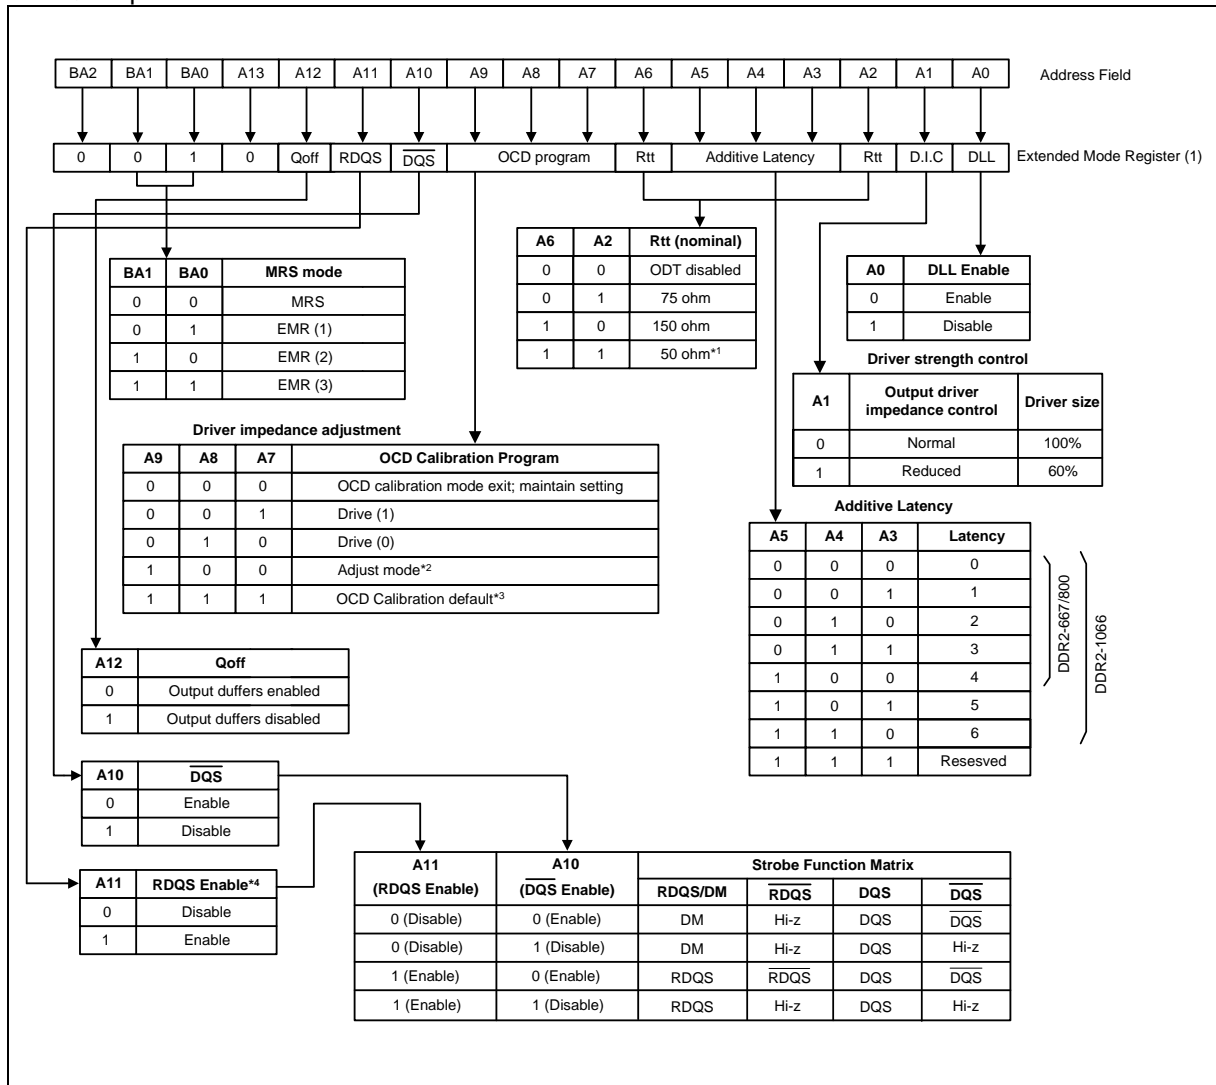 BA2 BA1 BA0 A13 A12 A11 A10 A9 A8 A7 A6 A5 A4 A3 A2 A1 A0 Address Field
0 0 1 0 Qoff RDQS D̅Q̅S̅ OCD program Rtt Additive Latency Rtt D.I.C DLL Extended Mode Register (1)
BA1 BA0 MRS mode
0 0 MRS
0 1 EMR (1)
1 0 EMR (2)
1 1 EMR (3)
A6 A2 Rtt (nominal)
0 0 ODT disabled
0 1 75 ohm
1 0 150 ohm
1 1 50 ohm*1
A0 DLL Enable
0 Enable
1 Disable
Driver strength control
A1 Output driver impedance control Driver size
0 Normal 100%
1 Reduced 60%
Driver impedance adjustment
A9 A8 A7 OCD Calibration Program
0 0 0 OCD calibration mode exit; maintain setting
0 0 1 Drive (1)
0 1 0 Drive (0)
1 0 0 Adjust mode*2
1 1 1 OCD Calibration default*3
Additive Latency
A5 A4 A3 Latency
0 0 0 0
0 0 1 1
0 1 0 2
0 1 1 3
1 0 0 4
1 0 1 5
1 1 0 6
1 1 1 Resesved
DDR2-667/800
DDR2-1066
A12 Qoff
0 Output duffers enabled
1 Output duffers disabled
A10 D̅Q̅S̅
0 Enable
1 Disable
A11 RDQS Enable*4
0 Disable
1 Enable
A11 (RDQS Enable) A10 (D̅Q̅S̅ Enable) Strobe Function Matrix
RDQS/DM R̅D̅Q̅S̅ DQS D̅Q̅S̅
0 (Disable) 0 (Enable) DM Hi-z DQS D̅Q̅S̅
0 (Disable) 1 (Disable) DM Hi-z DQS Hi-z
1 (Enable) 0 (Enable) RDQS R̅D̅Q̅S̅ DQS D̅Q̅S̅
1 (Enable) 1 (Disable) RDQS Hi-z DQS Hi-z